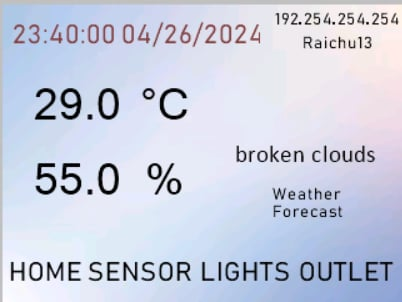 23:40:00 04/26/2024
192.254.254.254
Raichu13
29.0 °C
55.0 %
broken clouds
Weather
Forecast
HOME SENSOR LIGHTS OUTLET